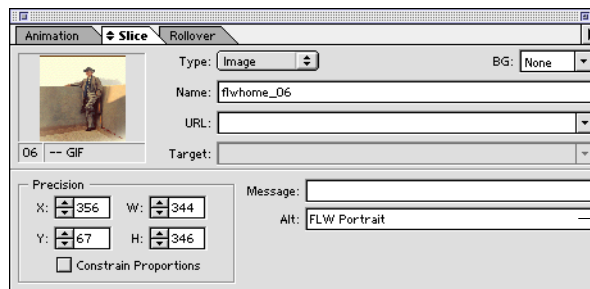 Animation Slice Rollover
Type: Image BG: None
Name: flwhome_06
URL:
06 -- GIF Target:
Precision
X: 356 W: 344
Y: 67 H: 346
Constrain Proportions
Message:
Alt: FLW Portrait